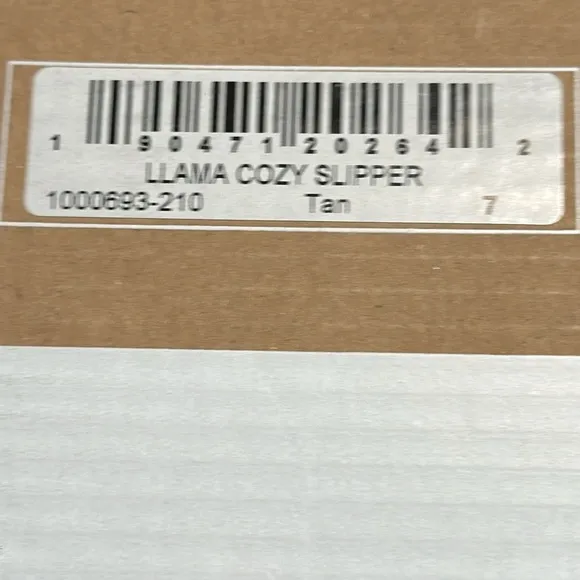 1 90471 20264 2
LLAMA COZY SLIPPER
1000693-210 Tan 7